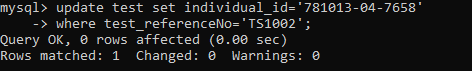 mysql> update test set individual_id='781013-04-7658'
    -> where test_referenceNo='TS1002';
Query OK, 0 rows affected (0.00 sec)
Rows matched: 1  Changed: 0  Warnings: 0